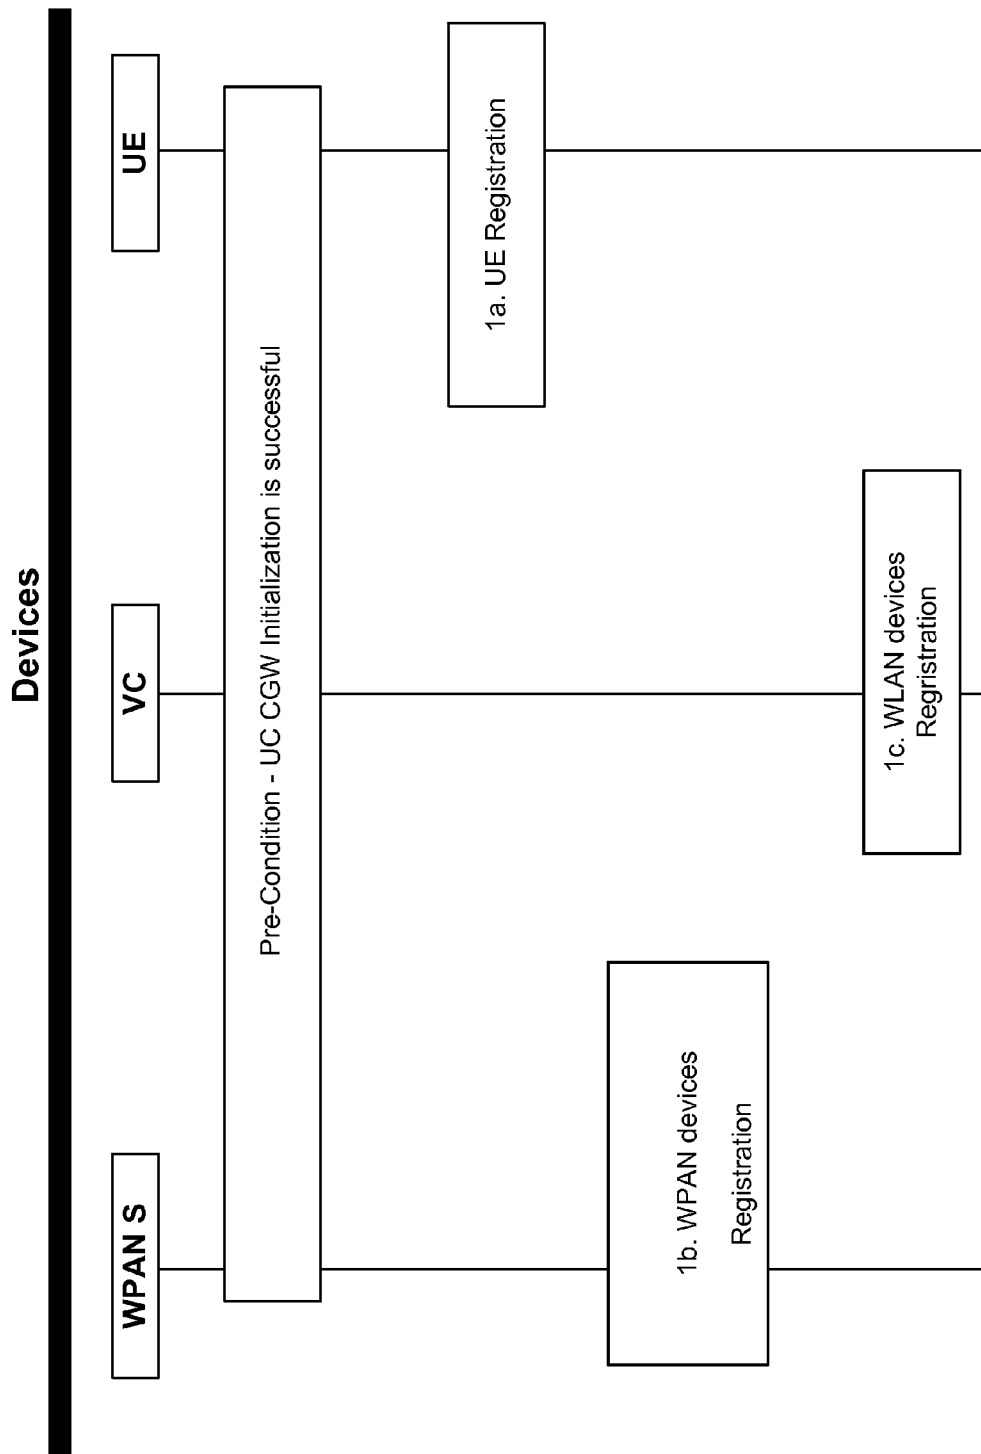 Devices
WPAN S
VC
UE
Pre-Condition - UC CGW Initialization is successful
1a. UE Registration
1b. WPAN devices
Registration
1c. WLAN devices
Regristration